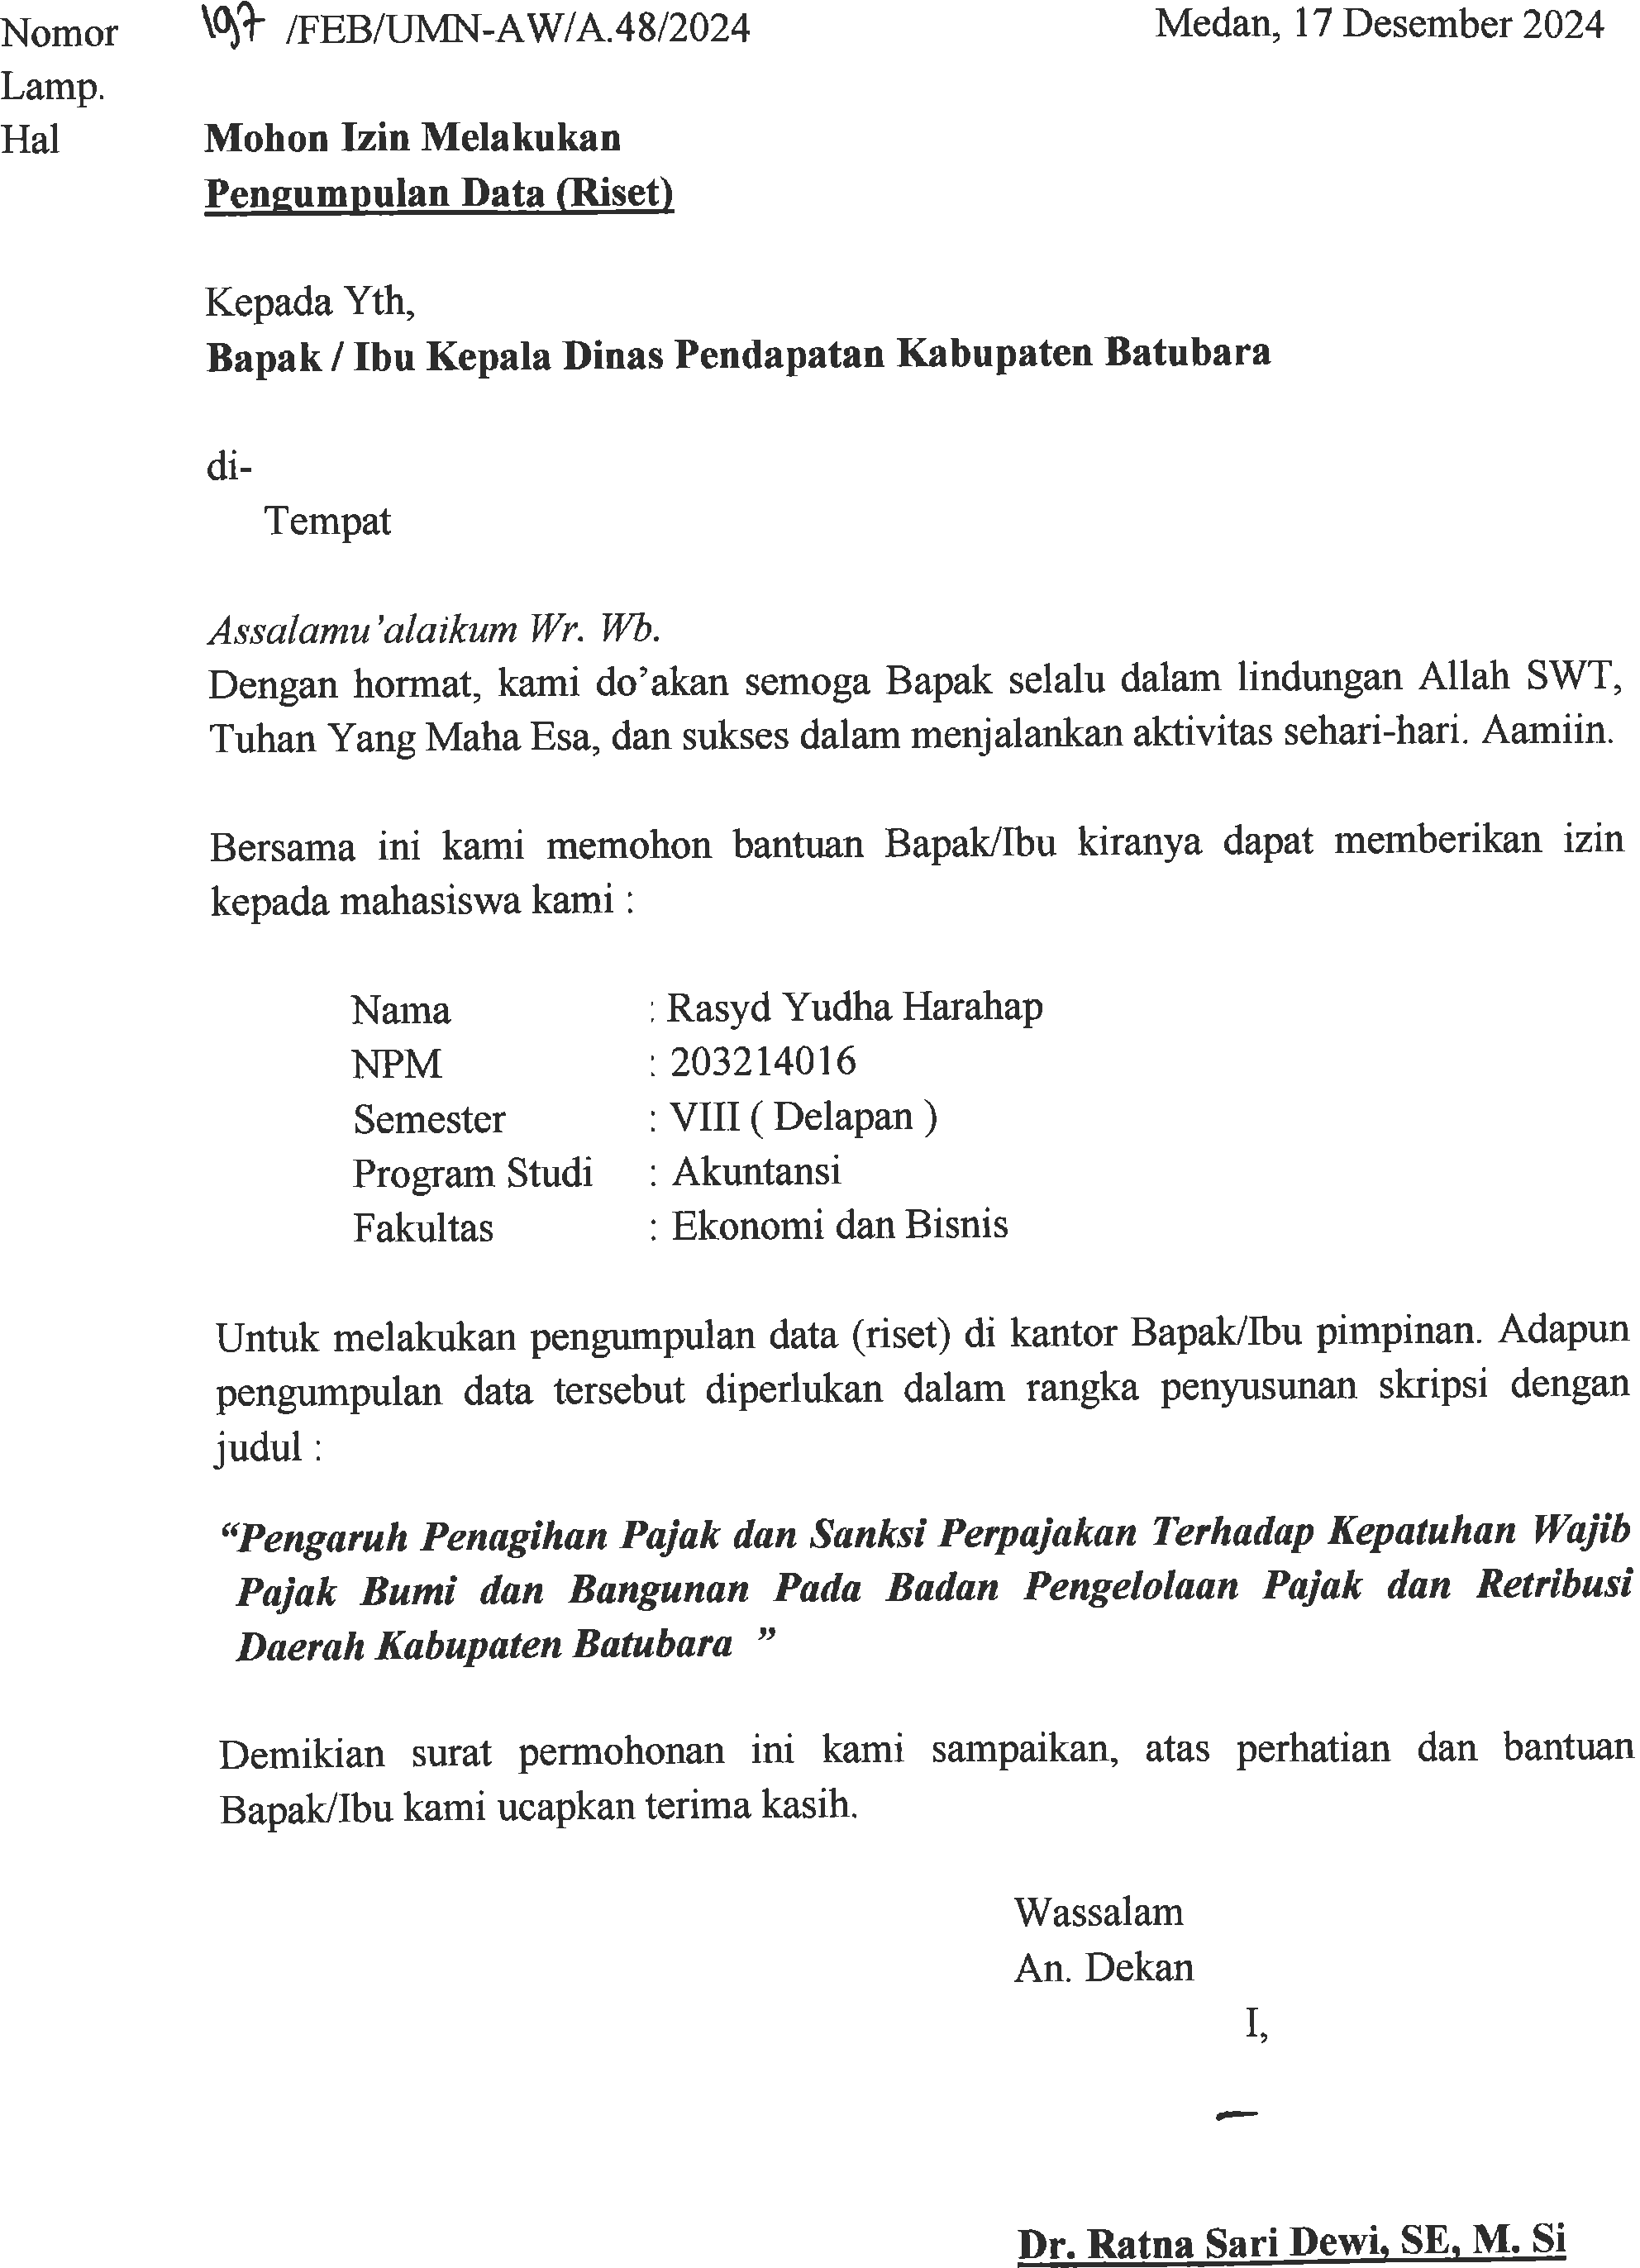 Nomor 197 /FEB/UMN-AW/A.48/2024 Medan, 17 Desember 2024
Lamp.
Hal Mohon Izin Melakukan
Pengumpulan Data (Riset)
Kepada Yth,
Bapak / Ibu Kepala Dinas Pendapatan Kabupaten Batubara
di-
Tempat
Assalamu'alaikum Wr. Wb.
Dengan hormat, kami do'akan semoga Bapak selalu dalam lindungan Allah SWT,
Tuhan Yang Maha Esa, dan sukses dalam menjalankan aktivitas sehari-hari. Aamiin.
Bersama ini kami memohon bantuan Bapak/Ibu kiranya dapat memberikan izin
kepada mahasiswa kami :
Nama : Rasyd Yudha Harahap
NPM : 203214016
Semester : VIII ( Delapan )
Program Studi : Akuntansi
Fakultas : Ekonomi dan Bisnis
Untuk melakukan pengumpulan data (riset) di kantor Bapak/Ibu pimpinan. Adapun
pengumpulan data tersebut diperlukan dalam rangka penyusunan skripsi dengan
judul :
“Pengaruh Penagihan Pajak dan Sanksi Perpajakan Terhadap Kepatuhan Wajib
Pajak Bumi dan Bangunan Pada Badan Pengelolaan Pajak dan Retribusi
Daerah Kabupaten Batubara ”
Demikian surat permohonan ini kami sampaikan, atas perhatian dan bantuan
Bapak/Ibu kami ucapkan terima kasih.
Wassalam
An. Dekan
I,
Dr. Ratna Sari Dewi, SE, M. Si